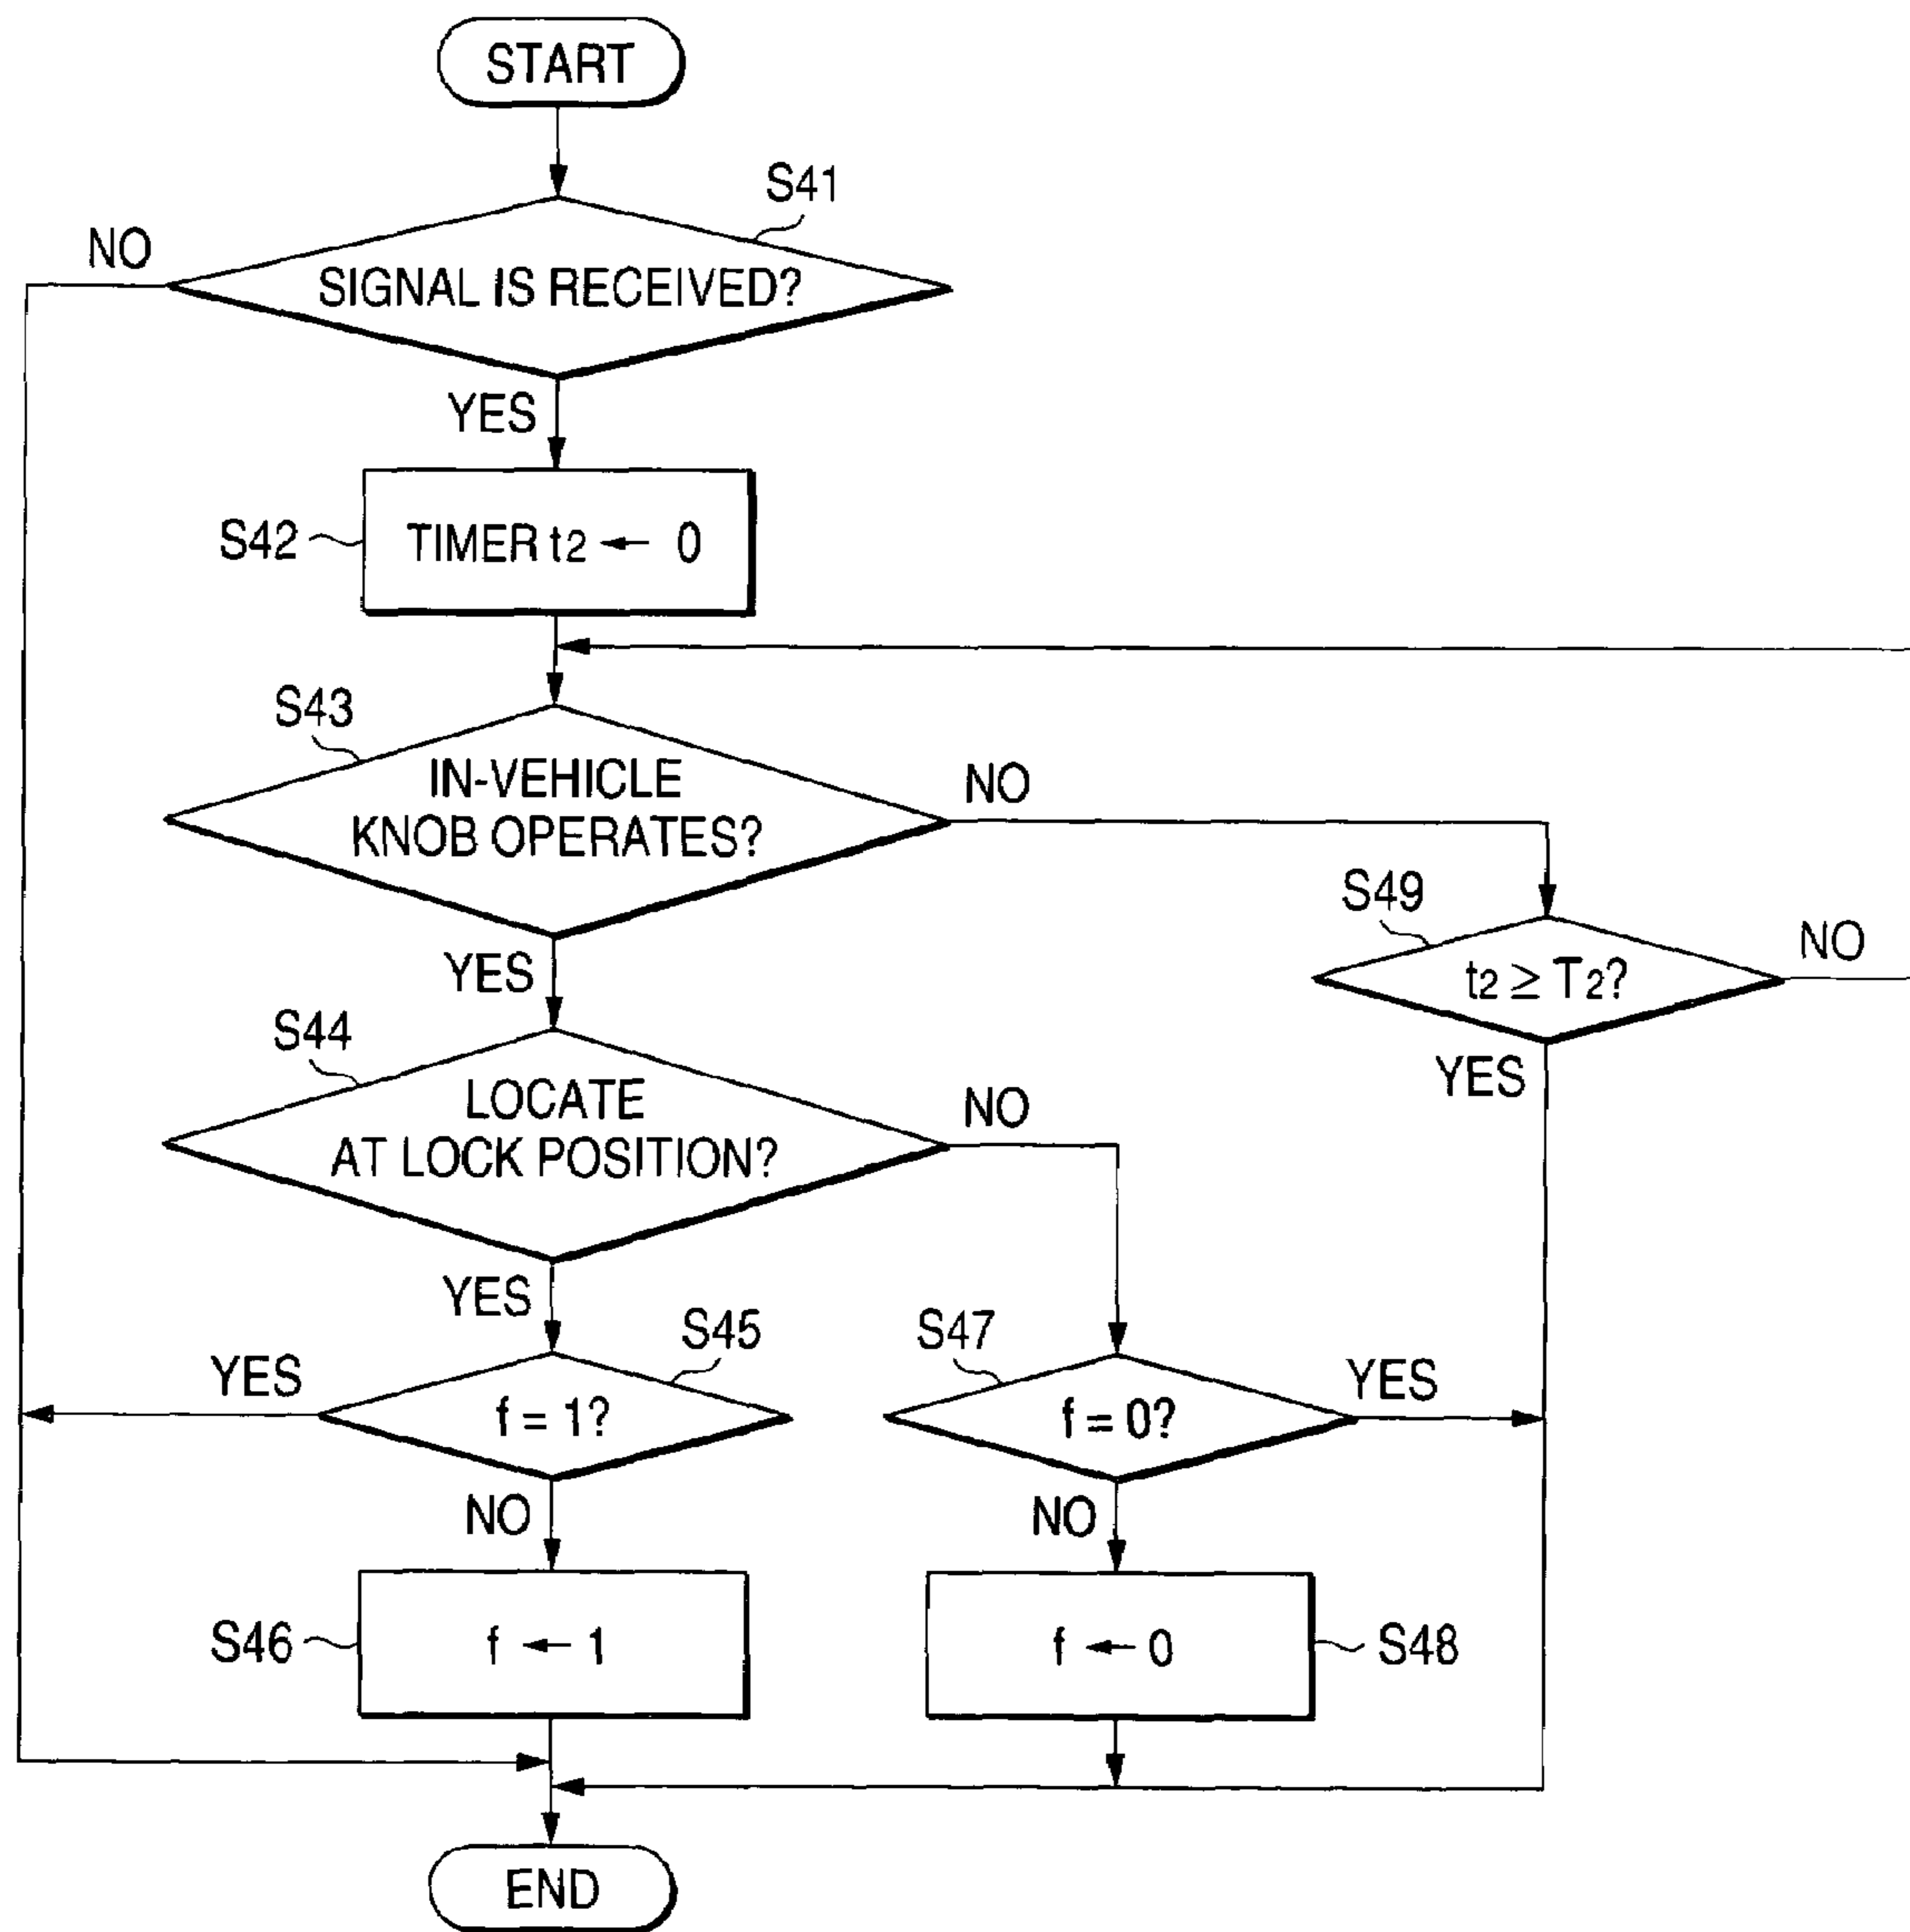 START
S41
NO
SIGNAL IS RECEIVED?
YES
S42
TIMER t2 ← 0
S43
IN-VEHICLE
KNOB OPERATES?
NO
YES
S49
t2 ≥ T2?
NO
YES
S44
LOCATE
AT LOCK POSITION?
NO
YES
S45
YES
f = 1?
NO
S47
f = 0?
YES
NO
S46
f ← 1
f ← 0
S48
END